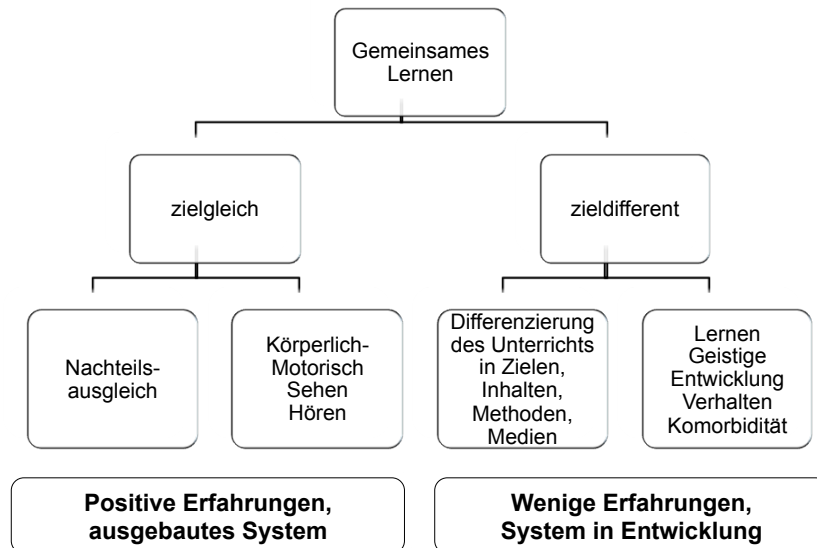 Gemeinsames
Lernen
zielgleich
zieldifferent
Nachteils-
ausgleich
Körperlich-
Motorisch
Sehen
Hören
Differenzierung
des Unterrichts
in Zielen,
Inhalten,
Methoden,
Medien
Lernen
Geistige
Entwicklung
Verhalten
Komorbidität
Positive Erfahrungen,
ausgebautes System
Wenige Erfahrungen,
System in Entwicklung